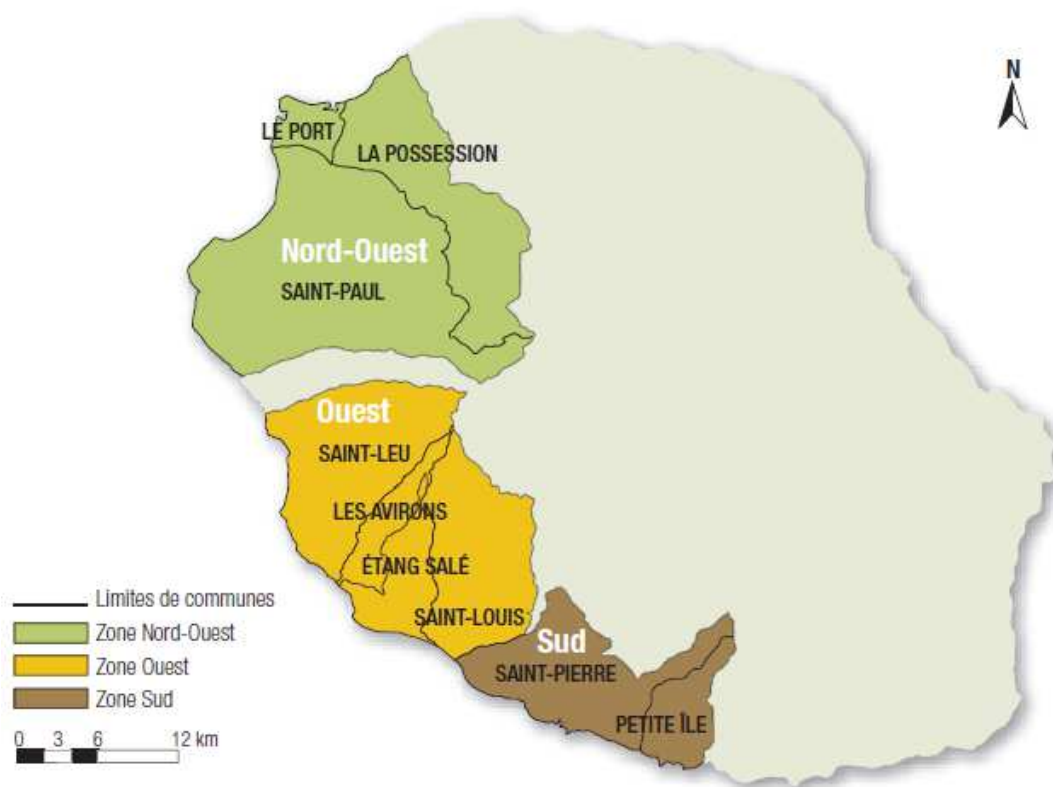 N
LE PORT
LA POSSESSION
Nord-Ouest
SAINT-PAUL
Ouest
SAINT-LEU
LES AVIRONS
ÉTANG SALÉ
SAINT-LOUIS
Sud
SAINT-PIERRE
PETITE ÎLE
Limites de communes
Zone Nord-Ouest
Zone Ouest
Zone Sud
0 3 6 12 km